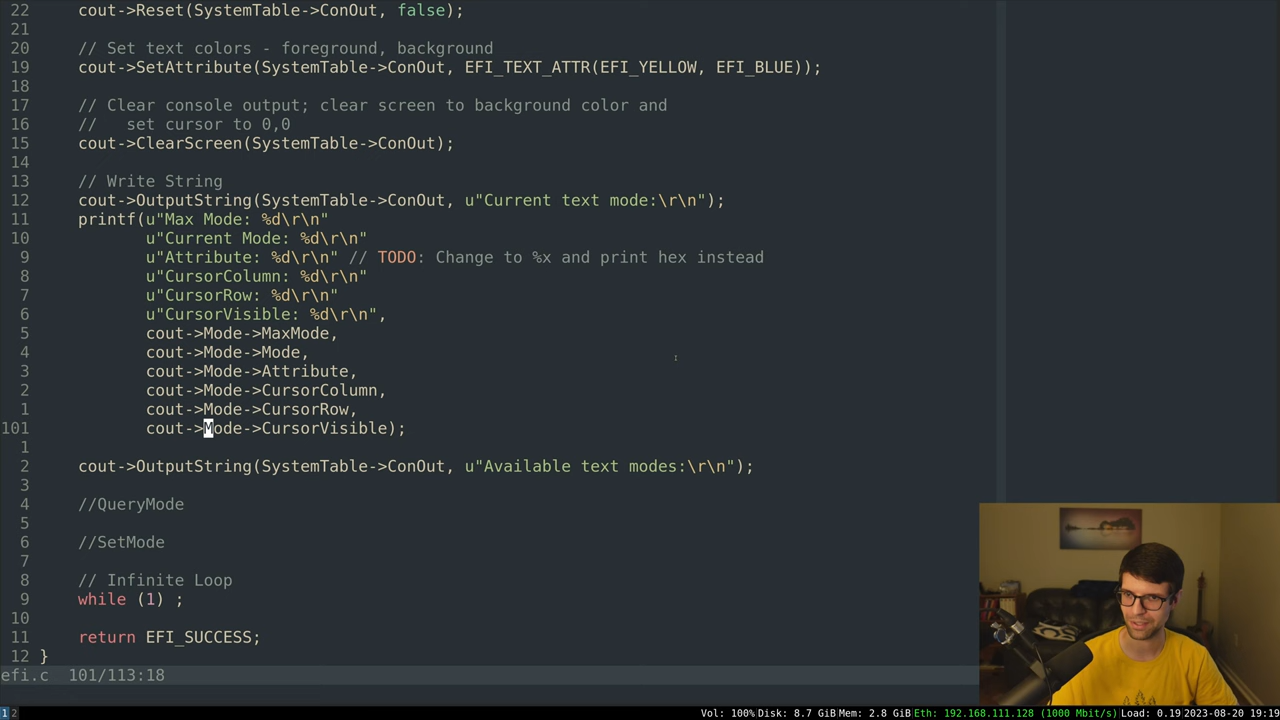 22     cout->Reset(SystemTable->ConOut, false);
21
20     // Set text colors - foreground, background
19     cout->SetAttribute(SystemTable->ConOut, EFI_TEXT_ATTR(EFI_YELLOW, EFI_BLUE));
18
17     // Clear console output; clear screen to background color and
16     //   set cursor to 0,0
15     cout->ClearScreen(SystemTable->ConOut);
14
13     // Write String
12     cout->OutputString(SystemTable->ConOut, u"Current text mode:\r\n");
11     printf(u"Max Mode: %d\r\n"
10            u"Current Mode: %d\r\n"
9            u"Attribute: %d\r\n" // TODO: Change to %x and print hex instead
8            u"CursorColumn: %d\r\n"
7            u"CursorRow: %d\r\n"
6            u"CursorVisible: %d\r\n",
5            cout->Mode->MaxMode,
4            cout->Mode->Mode,
3            cout->Mode->Attribute,
2            cout->Mode->CursorColumn,
1            cout->Mode->CursorRow,
101            cout->Mode->CursorVisible);
1
2     cout->OutputString(SystemTable->ConOut, u"Available text modes:\r\n");
3
4     //QueryMode
5
6     //SetMode
7
8     // Infinite Loop
9     while (1) ;
10
11     return EFI_SUCCESS;
12 }
efi.c  101/113:18
1 2 Vol: 100% Disk: 8.7 GiB Mem: 2.8 GiB Eth: 192.168.111.128 (1000 Mbit/s) Load: 0.19 2023-08-20 19:19